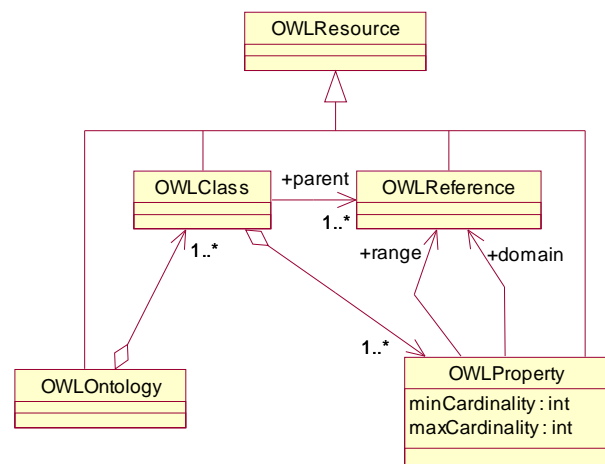 OWLResource
OWLClass
+parent
OWLReference
1..*
1..*
+range
+domain
1..*
OWLOntology
OWLProperty
minCardinality : int
maxCardinality : int